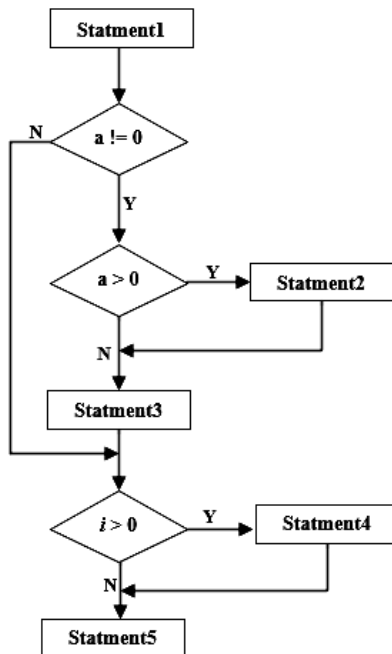 Statment1
N
a != 0
Y
a > 0
Y
Statment2
N
Statment3
i > 0
Y
Statment4
N
Statment5